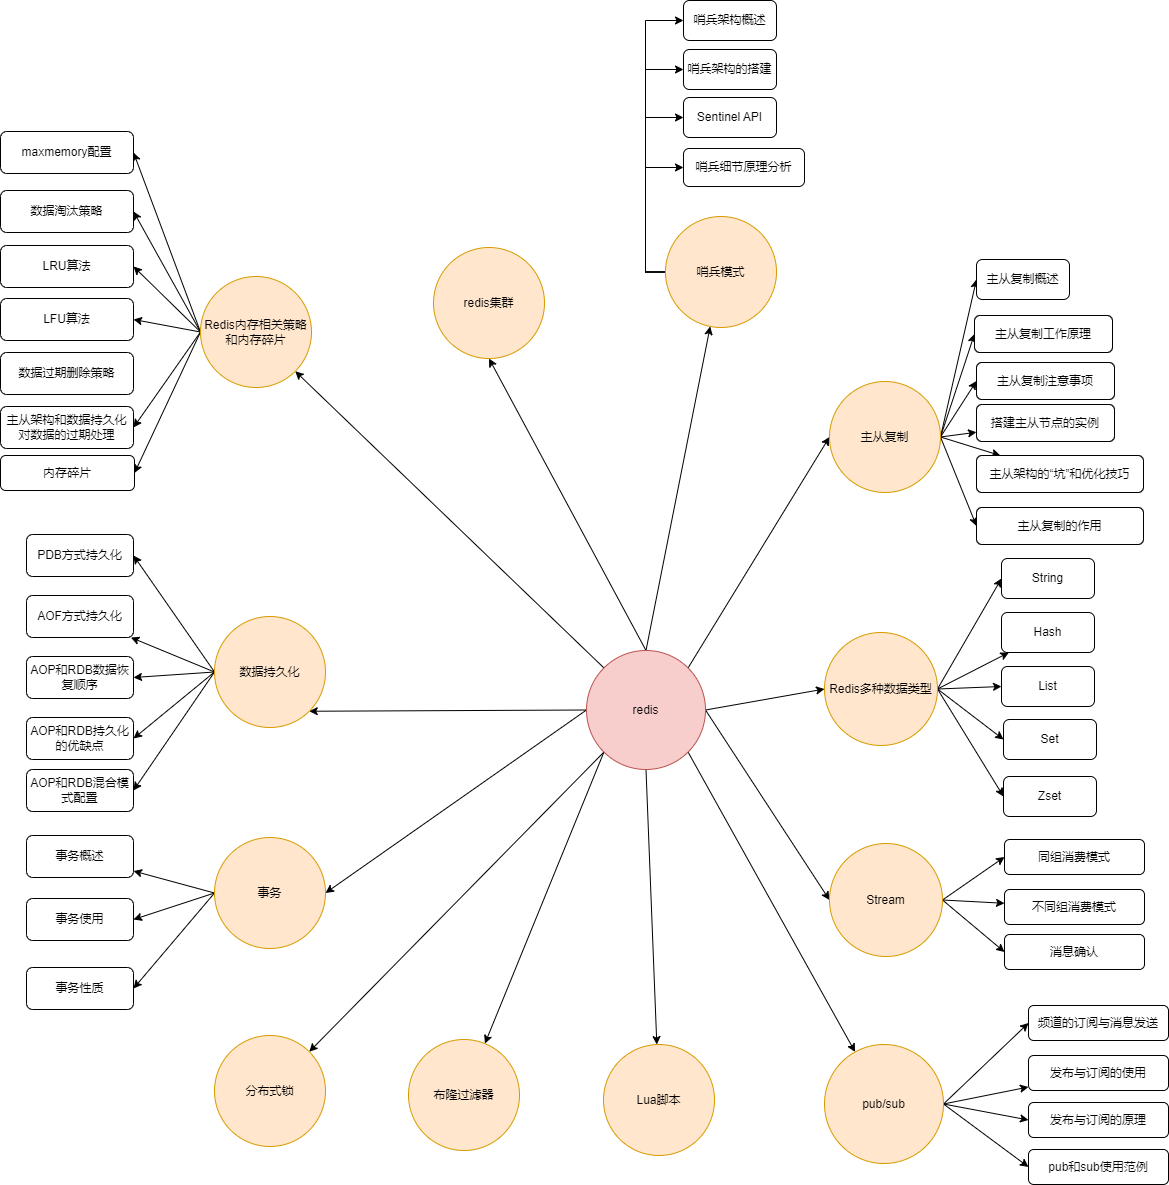 哨兵架构概述
哨兵架构的搭建
Sentinel API
哨兵细节原理分析
哨兵模式
redis集群
maxmemory配置
数据淘汰策略
LRU算法
LFU算法
数据过期删除策略
主从架构和数据持久化
对数据的过期处理
内存碎片
Redis内存相关策略
和内存碎片
主从复制
主从复制概述
主从复制工作原理
主从复制注意事项
搭建主从节点的实例
主从架构的“坑”和优化技巧
主从复制的作用
PDB方式持久化
AOF方式持久化
AOP和RDB数据恢
复顺序
AOP和RDB持久化
的优缺点
AOP和RDB混合模
式配置
数据持久化
redis
Redis多种数据类型
String
Hash
List
Set
Zset
事务概述
事务使用
事务性质
事务
Stream
同组消费模式
不同组消费模式
消息确认
分布式锁
布隆过滤器
Lua脚本
pub/sub
频道的订阅与消息发送
发布与订阅的使用
发布与订阅的原理
pub和sub使用范例